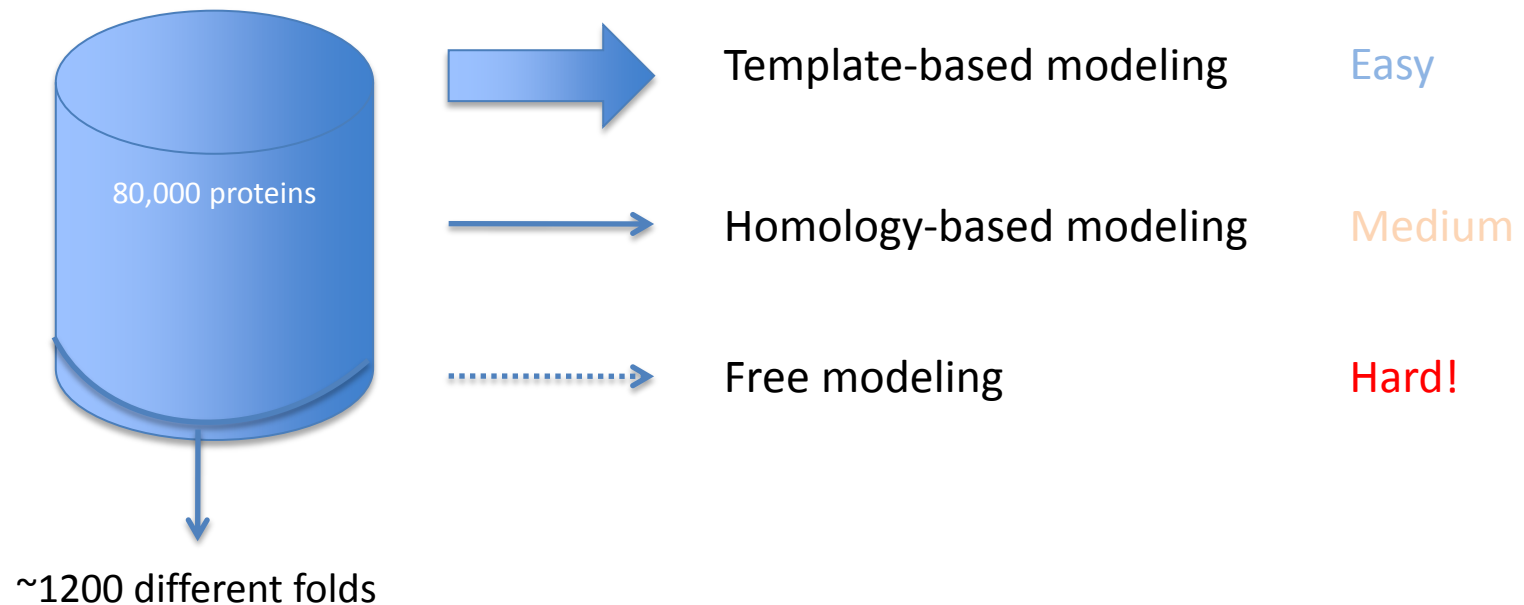 Template-based modeling Easy
80,000 proteins
Homology-based modeling Medium
Free modeling Hard!
~1200 different folds